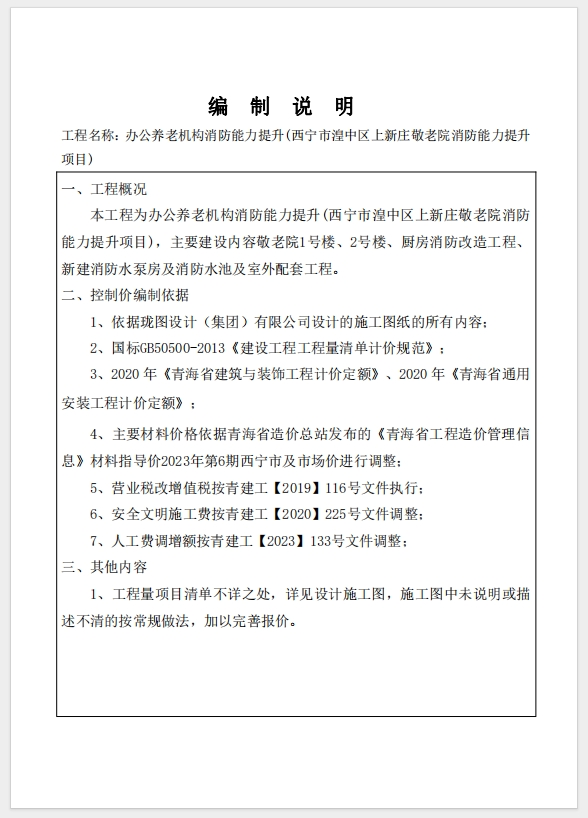 编 制 说 明
工程名称：办公养老机构消防能力提升(西宁市湟中区上新庄敬老院消防能力提升
项目)
一、工程概况
本工程为办公养老机构消防能力提升(西宁市湟中区上新庄敬老院消防
能力提升项目)，主要建设内容敬老院1号楼、2号楼、厨房消防改造工程、
新建消防水泵房及消防水池及室外配套工程。
二、控制价编制依据
1、依据珑图设计（集团）有限公司设计的施工图纸的所有内容；
2、国标GB50500-2013《建设工程工程量清单计价规范》；
3、2020 年《青海省建筑与装饰工程计价定额》、2020 年《青海省通用
安装工程计价定额》；
4、主要材料价格依据青海省造价总站发布的《青海省工程造价管理信
息》材料指导价2023年第6期西宁市及市场价进行调整；
5、营业税改增值税按青建工【2019】116号文件执行；
6、安全文明施工费按青建工【2020】225号文件调整；
7、人工费调增额按青建工【2023】133号文件调整；
三、其他内容
1、工程量项目清单不详之处，详见设计施工图，施工图中未说明或描
述不清的按常规做法，加以完善报价。